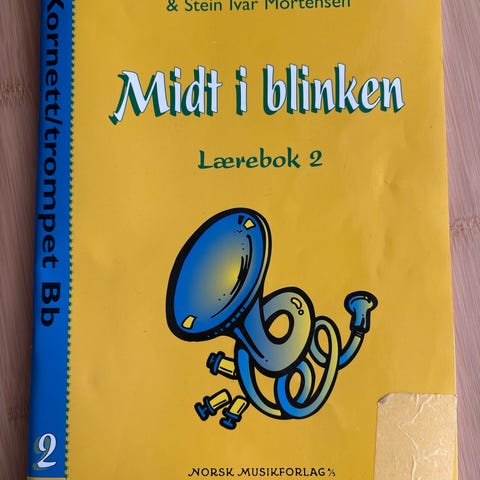 & Stein Ivar Mortensen
Midt i blinken
Lærebok 2
Kornett/trompet Bb
2
NORSK MUSIKFORLAG A/S